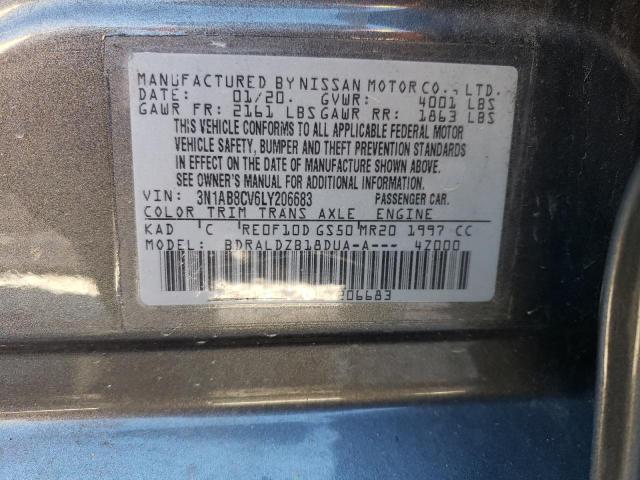 MANUFACTURED BY NISSAN MOTOR CO., LTD.
DATE: 01/20. GVWR: 4001 LBS
GAWR FR: 2161 LBS GAWR RR: 1863 LBS
THIS VEHICLE CONFORMS TO ALL APPLICABLE FEDERAL MOTOR
VEHICLE SAFETY, BUMPER AND THEFT PREVENTION STANDARDS
IN EFFECT ON THE DATE OF MANUFACTURE SHOWN ABOVE.
SEE OWNER'S MANUAL FOR ADDITIONAL INFORMATION.
VIN: 3N1AB8CV6LY206683 PASSENGER CAR.
COLOR TRIM TRANS AXLE ENGINE
KAD C RE0F10D GS50 MR20 1997 CC
MODEL: BDRALDZB18DUA-A--- 4Z000
206683